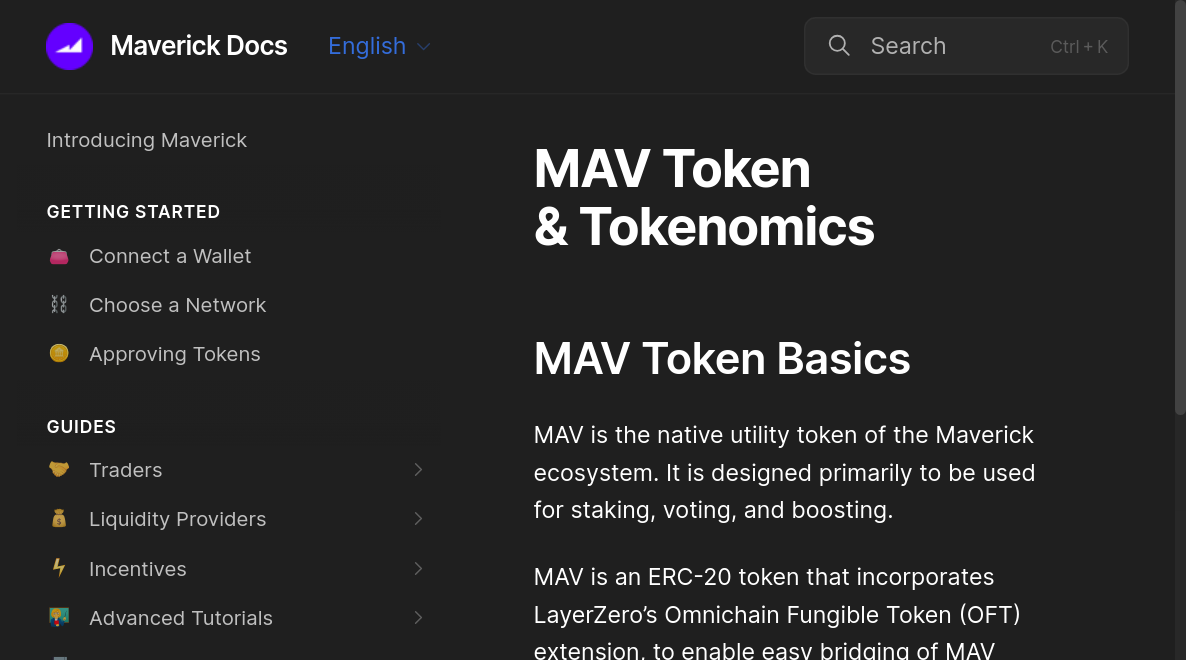 Maverick Docs
English
Search
Ctrl + K
Introducing Maverick
GETTING STARTED
Connect a Wallet
Choose a Network
Approving Tokens
GUIDES
Traders
Liquidity Providers
Incentives
Advanced Tutorials
MAV Token
& Tokenomics
MAV Token Basics
MAV is the native utility token of the Maverick
ecosystem. It is designed primarily to be used
for staking, voting, and boosting.
MAV is an ERC-20 token that incorporates
LayerZero’s Omnichain Fungible Token (OFT)
extension, to enable easy bridging of MAV